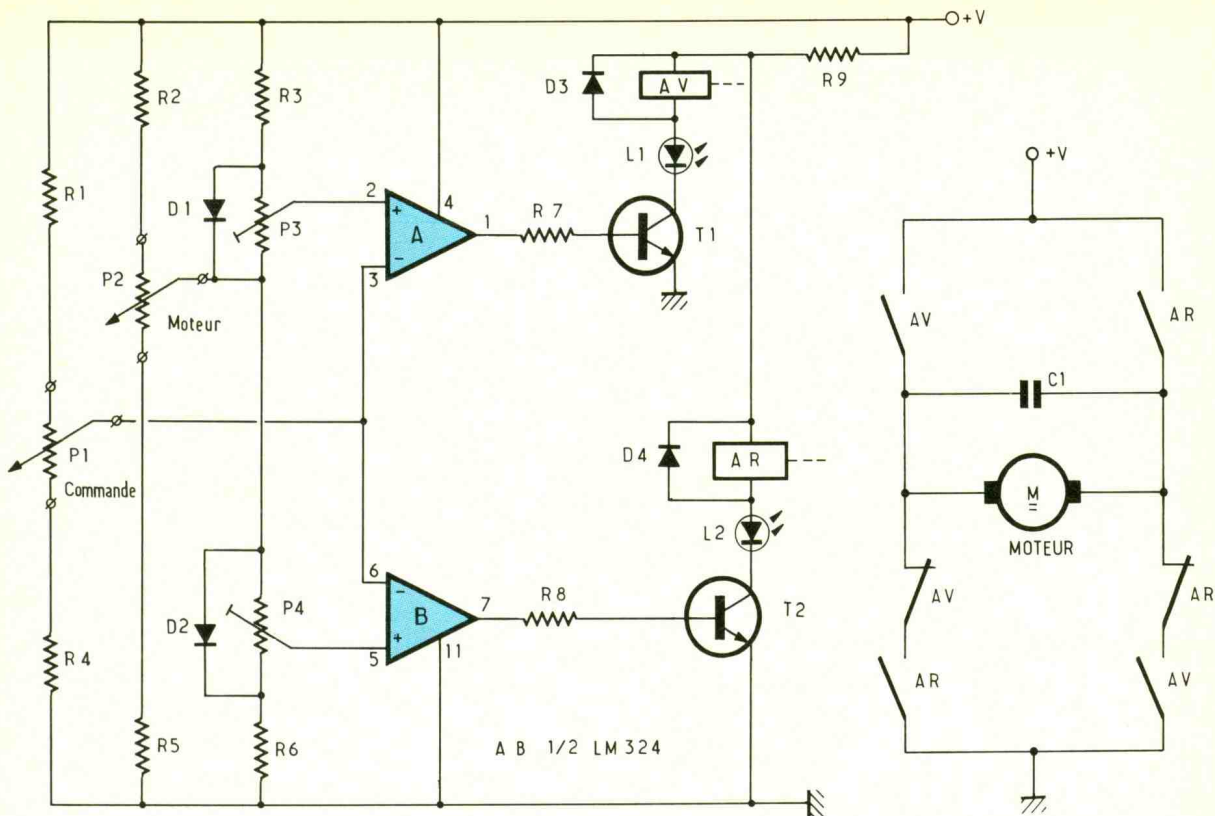 +V
R2
R3
D3
AV
R9
R1
D1
P3
2
+
A
4
1
R7
L1
T1
+V
P2
Moteur
-
3
AV
AR
C1
P1
Commande
D4
AR
M
=
MOTEUR
L2
6
-
B
7
R8
T2
D2
P4
AV
AR
R4
5
+
11
AR
AV
R5
R6
A B 1/2 LM 324